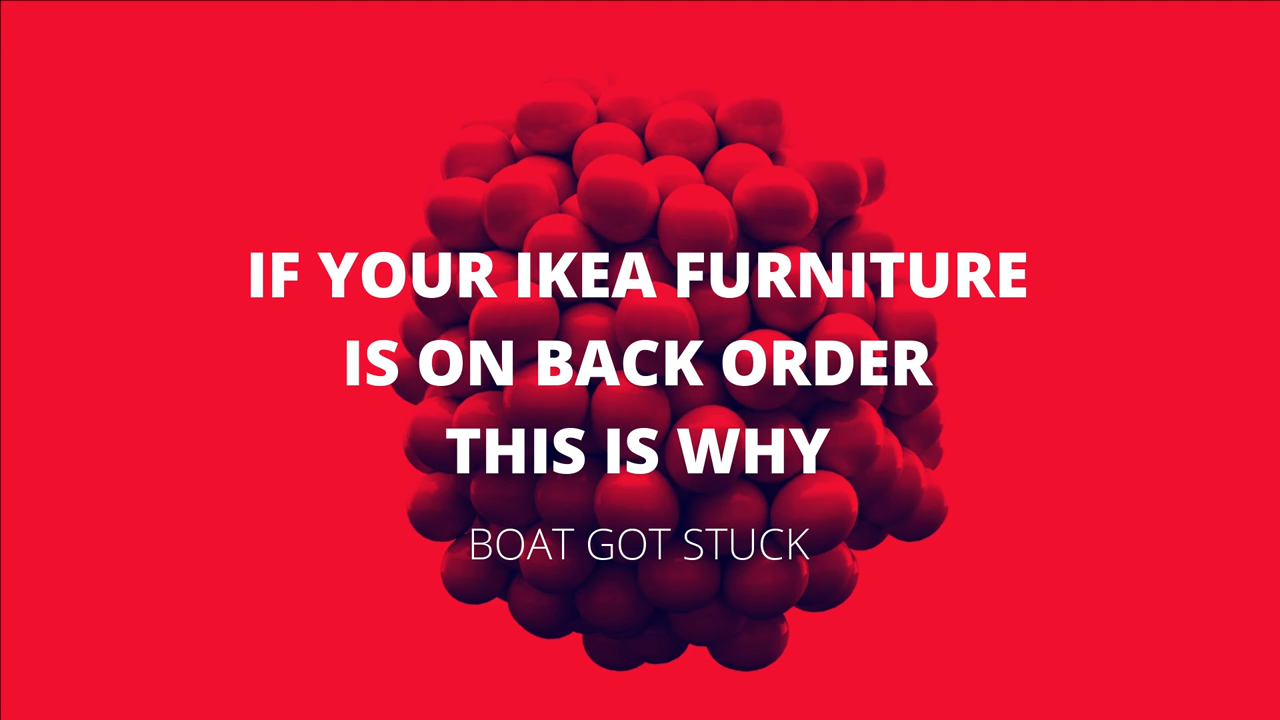 IF YOUR IKEA FURNITURE
IS ON BACK ORDER
THIS IS WHY
BOAT GOT STUCK